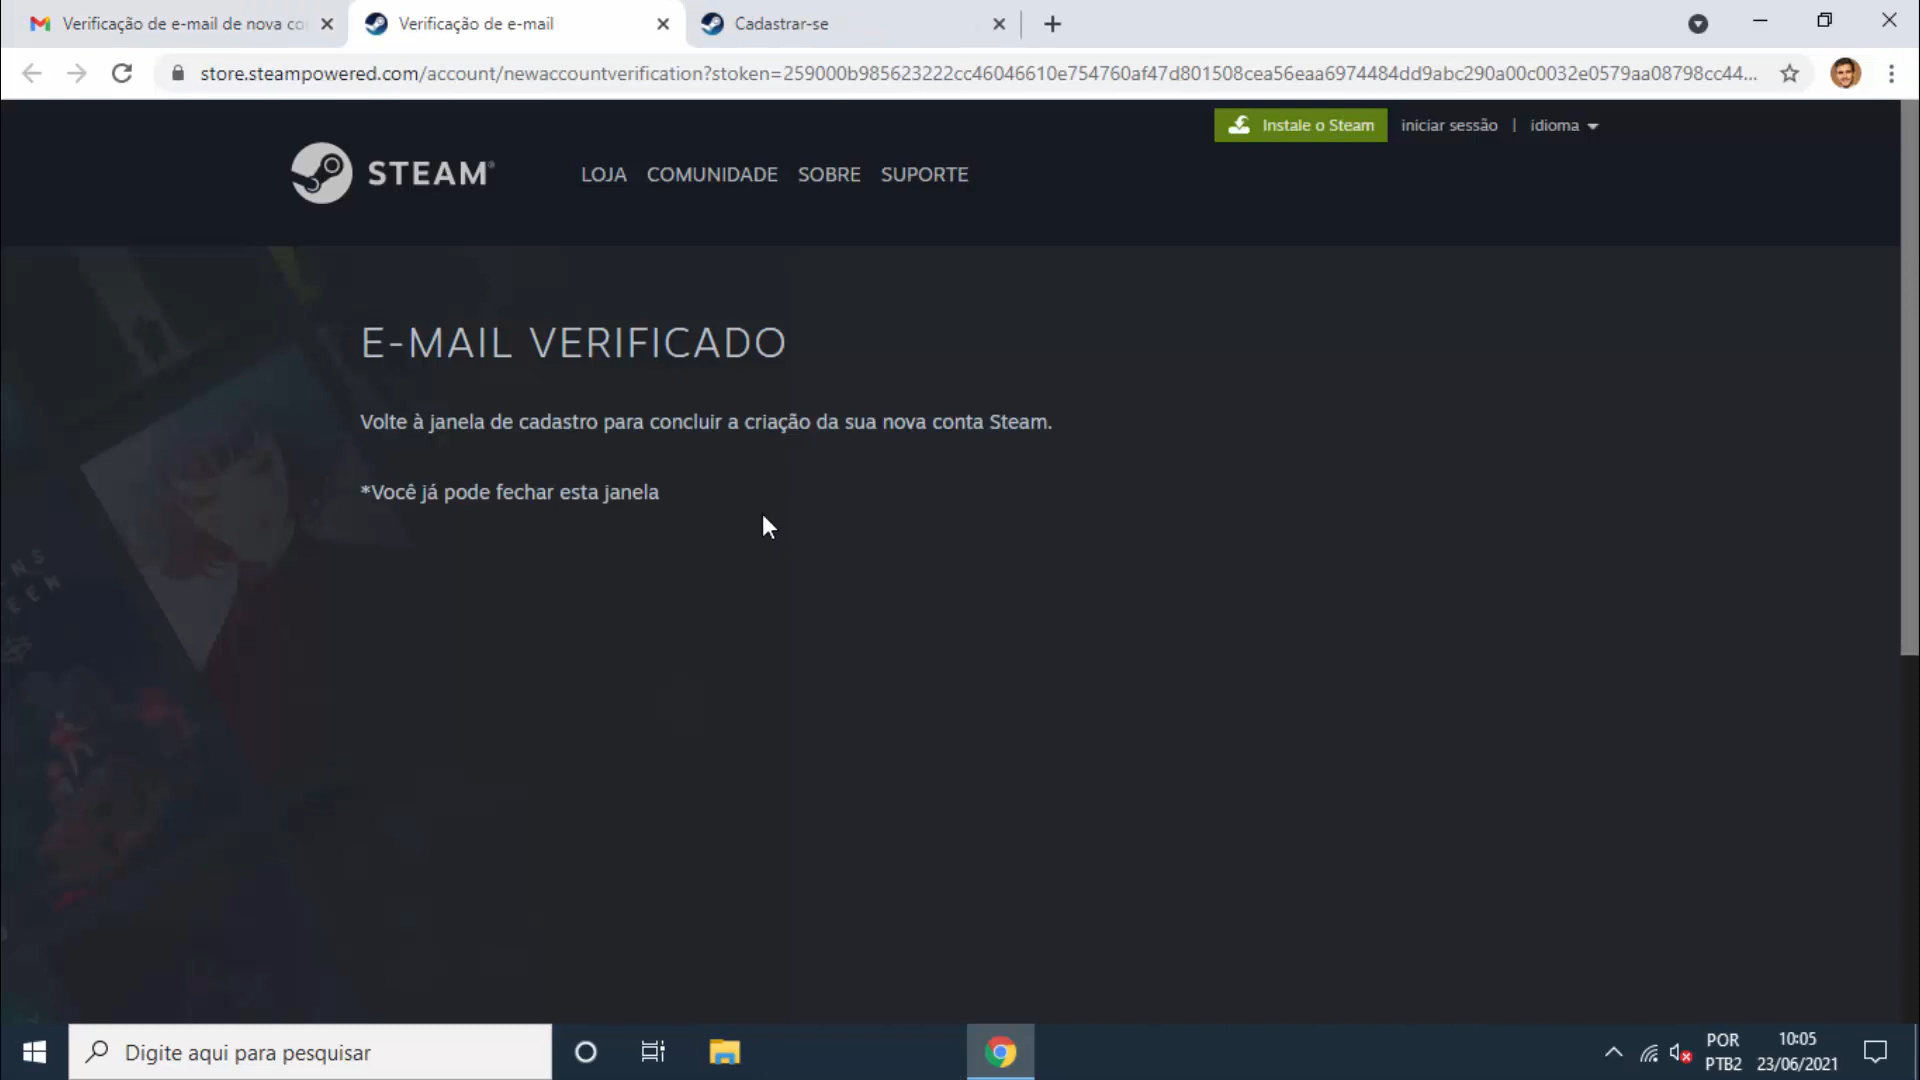 Verificação de e-mail de nova co
Verificação de e-mail
Cadastrar-se
store.steampowered.com/account/newaccountverification?stoken=259000b985623222cc46046610e754760af47d801508cea56eaa6974484dd9abc290a00c0032e0579aa08798cc44...
Instale o Steam
iniciar sessão | idioma
STEAM®
LOJA COMUNIDADE SOBRE SUPORTE
E-MAIL VERIFICADO
Volte à janela de cadastro para concluir a criação da sua nova conta Steam.
*Você já pode fechar esta janela
Digite aqui para pesquisar
POR
PTB2
10:05
23/06/2021